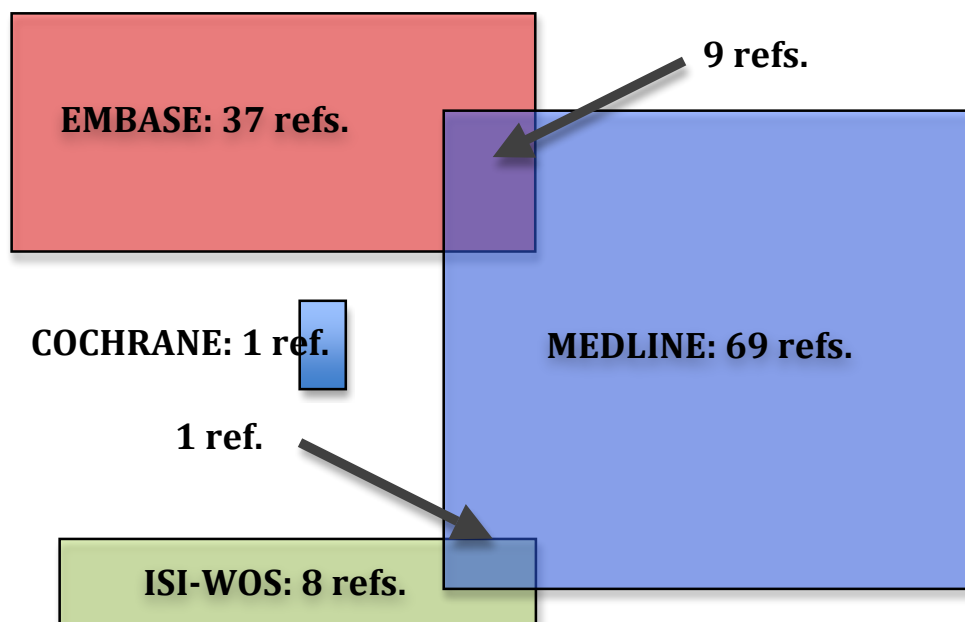 9 refs.
EMBASE: 37 refs.
COCHRANE: 1 ref.
MEDLINE: 69 refs.
1 ref.
ISI-WOS: 8 refs.